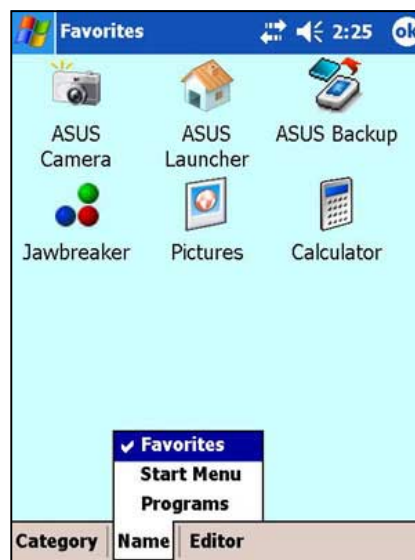 Favorites 2:25 ok
ASUS Camera
ASUS Launcher
ASUS Backup
Jawbreaker
Pictures
Calculator
Favorites
Start Menu
Programs
Category Name Editor